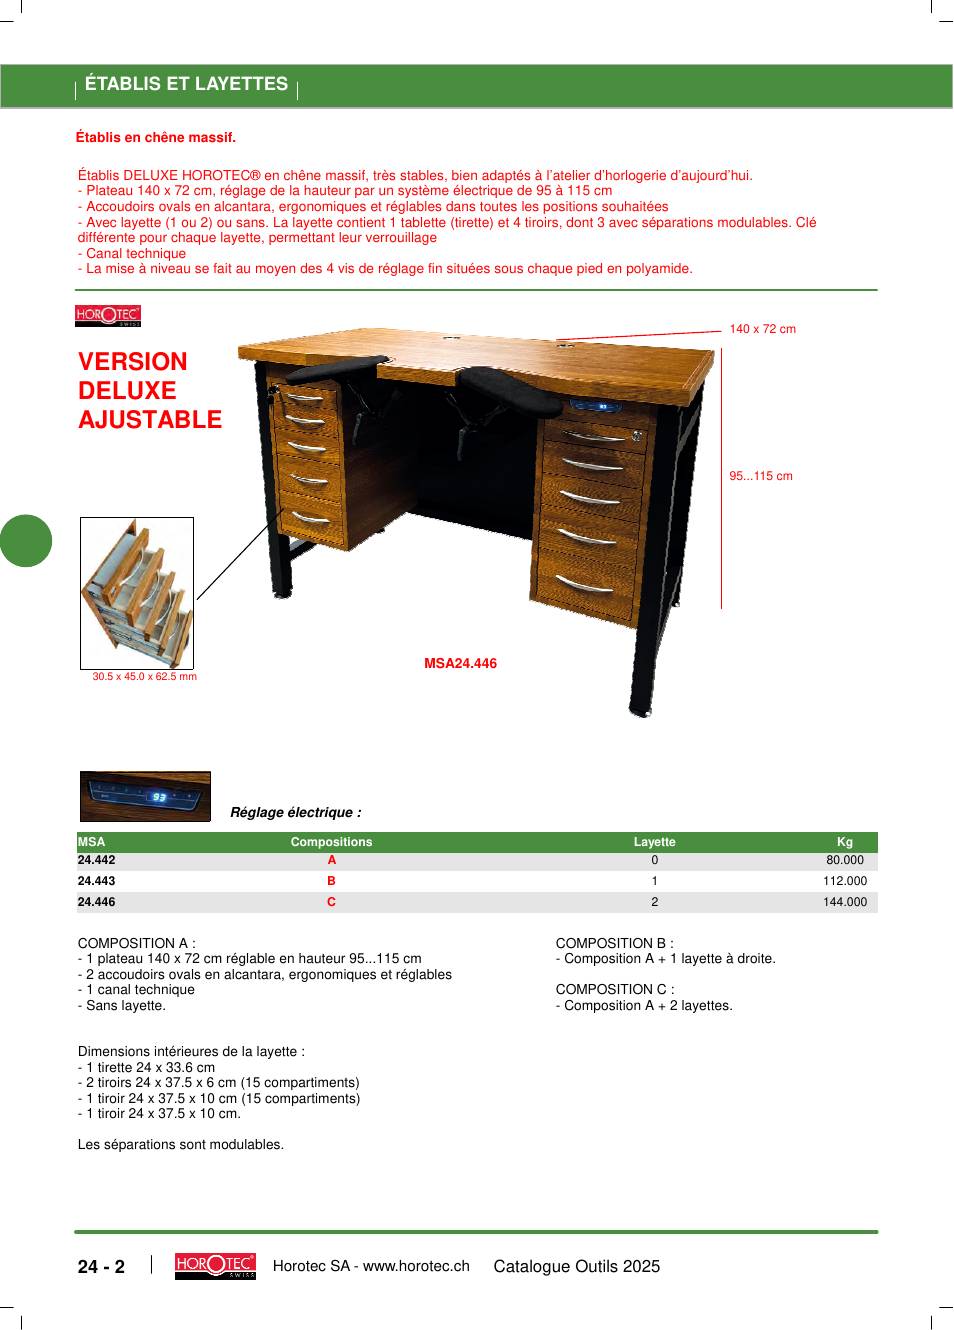 ÉTABLIS ET LAYETTES
Établis en chêne massif.
Établis DELUXE HOROTEC® en chêne massif, très stables, bien adaptés à l'atelier d'horlogerie d'aujourd'hui.
- Plateau 140 x 72 cm, réglage de la hauteur par un système électrique de 95 à 115 cm
- Accoudoirs ovals en alcantara, ergonomiques et réglables dans toutes les positions souhaitées
- Avec layette (1 ou 2) ou sans. La layette contient 1 tablette (tirette) et 4 tiroirs, dont 3 avec séparations modulables. Clé
différente pour chaque layette, permettant leur verrouillage
- Canal technique
- La mise à niveau se fait au moyen des 4 vis de réglage fin situées sous chaque pied en polyamide.
HOROTEC®
SWISS
VERSION
DELUXE
AJUSTABLE
140 x 72 cm
95...115 cm
MSA24.446
30.5 x 45.0 x 62.5 mm
93
Réglage électrique :
MSA Compositions Layette Kg
24.442 A 0 80.000
24.443 B 1 112.000
24.446 C 2 144.000
COMPOSITION A :
- 1 plateau 140 x 72 cm réglable en hauteur 95...115 cm
- 2 accoudoirs ovals en alcantara, ergonomiques et réglables
- 1 canal technique
- Sans layette.
COMPOSITION B :
- Composition A + 1 layette à droite.
COMPOSITION C :
- Composition A + 2 layettes.
Dimensions intérieures de la layette :
- 1 tirette 24 x 33.6 cm
- 2 tiroirs 24 x 37.5 x 6 cm (15 compartiments)
- 1 tiroir 24 x 37.5 x 10 cm (15 compartiments)
- 1 tiroir 24 x 37.5 x 10 cm.
Les séparations sont modulables.
24 - 2 HOROTEC® SWISS Horotec SA - www.horotec.ch Catalogue Outils 2025